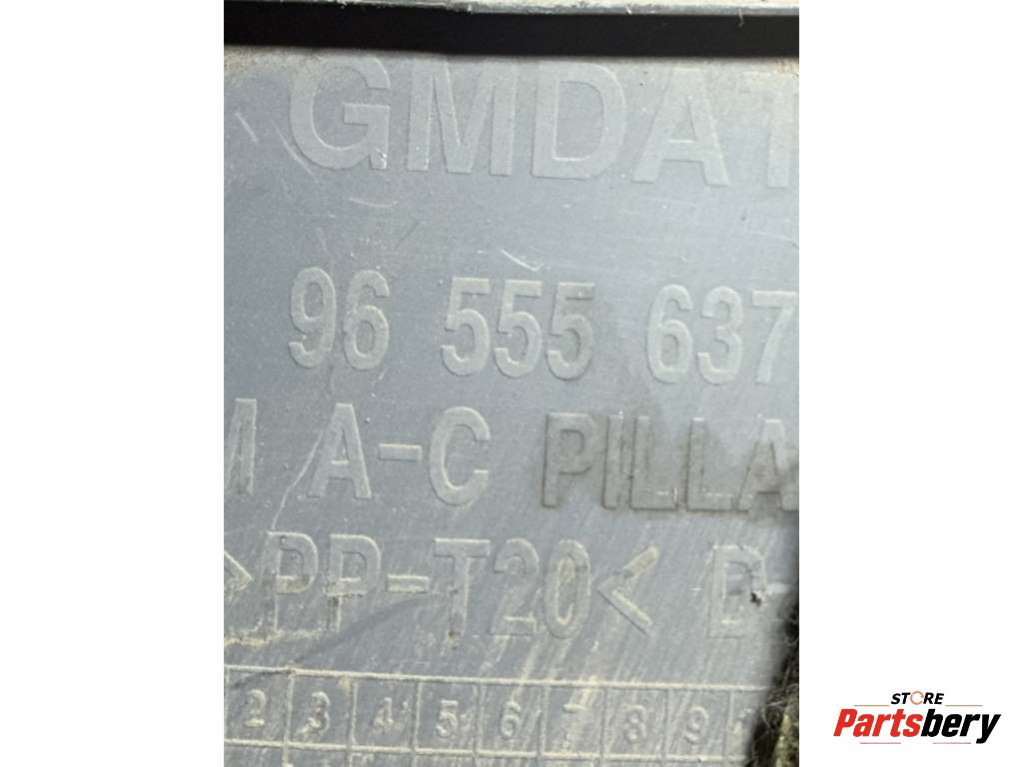 GMDAT
96 555 637
M A-C PILLA
>PP-T20<
2 3 4 5 6 7 8 9
STORE
Partsbery